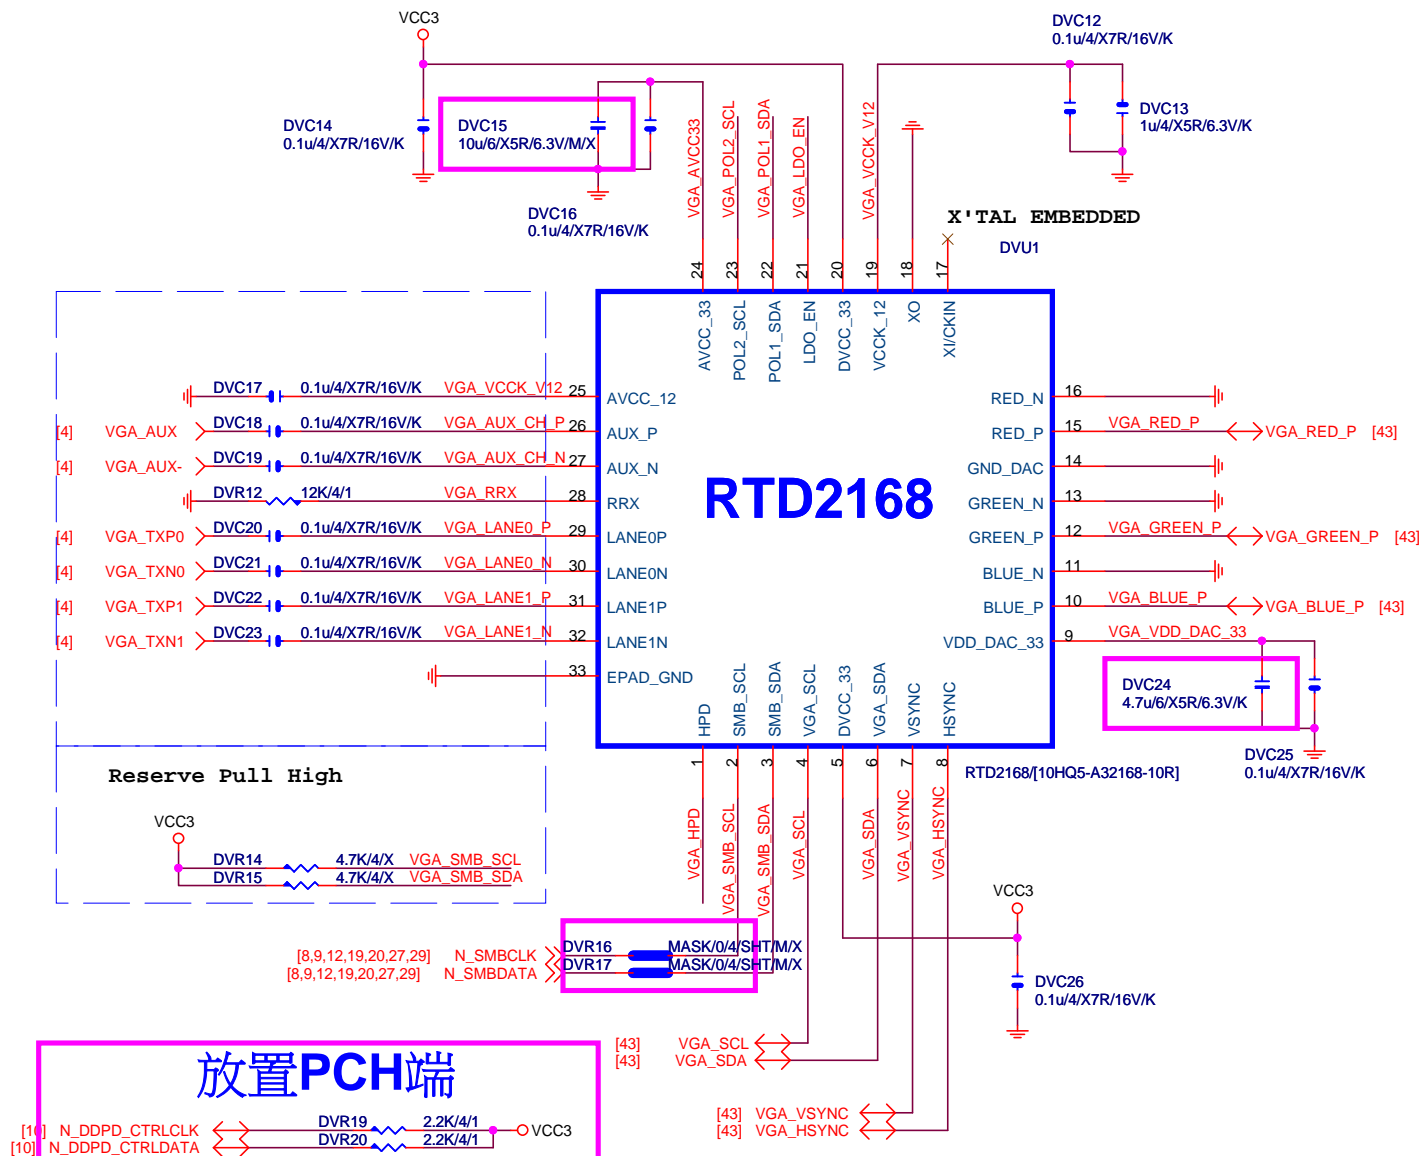 VCC3
DVC14
0.1u/4/X7R/16V/K
DVC15
10u/6/X5R/6.3V/M/X
DVC16
0.1u/4/X7R/16V/K
DVC12
0.1u/4/X7R/16V/K
DVC13
1u/4/X5R/6.3V/K
X'TAL EMBEDDED
DVU1
VGA_AVCC33
VGA_POL2_SCL
VGA_POL1_SDA
VGA_LDO_EN
VGA_VCCK_V12
24
23
22
21
20
19
18
17
AVCC_33
POL2_SCL
POL1_SDA
LDO_EN
DVCC_33
VCCK_12
XO
XI/CKIN
DVC17 0.1u/4/X7R/16V/K VGA_VCCK_V12 25 AVCC_12
[4] VGA_AUX DVC18 0.1u/4/X7R/16V/K VGA_AUX_CH_P 26 AUX_P
[4] VGA_AUX- DVC19 0.1u/4/X7R/16V/K VGA_AUX_CH_N 27 AUX_N
DVR12 12K/4/1 VGA_RRX 28 RRX
[4] VGA_TXP0 DVC20 0.1u/4/X7R/16V/K VGA_LANE0_P 29 LANE0P
[4] VGA_TXN0 DVC21 0.1u/4/X7R/16V/K VGA_LANE0_N 30 LANE0N
[4] VGA_TXP1 DVC22 0.1u/4/X7R/16V/K VGA_LANE1_P 31 LANE1P
[4] VGA_TXN1 DVC23 0.1u/4/X7R/16V/K VGA_LANE1_N 32 LANE1N
33 EPAD_GND
RTD2168
RED_N 16
RED_P 15 VGA_RED_P VGA_RED_P [43]
GND_DAC 14
GREEN_N 13
GREEN_P 12 VGA_GREEN_P VGA_GREEN_P [43]
BLUE_N 11
BLUE_P 10 VGA_BLUE_P VGA_BLUE_P [43]
VDD_DAC_33 9 VGA_VDD_DAC_33
DVC24
4.7u/6/X5R/6.3V/K
DVC25
0.1u/4/X7R/16V/K
HPD
SMB_SCL
SMB_SDA
VGA_SCL
DVCC_33
VGA_SDA
VSYNC
HSYNC
1
2
3
4
5
6
7
8
RTD2168/[10HQ5-A32168-10R]
VGA_HPD
VGA_SMB_SCL
VGA_SMB_SDA
VGA_SCL
VGA_SDA
VGA_VSYNC
VGA_HSYNC
Reserve Pull High
VCC3
DVR14 4.7K/4/X VGA_SMB_SCL
DVR15 4.7K/4/X VGA_SMB_SDA
[8,9,12,19,20,27,29] N_SMBCLK DVR16 MASK/0/4/SHT/M/X
[8,9,12,19,20,27,29] N_SMBDATA DVR17 MASK/0/4/SHT/M/X
VCC3
DVC26
0.1u/4/X7R/16V/K
[43] VGA_SCL
[43] VGA_SDA
[43] VGA_VSYNC
[43] VGA_HSYNC
放置PCH端
[10] N_DDPD_CTRLCLK DVR19 2.2K/4/1 VCC3
[10] N_DDPD_CTRLDATA DVR20 2.2K/4/1